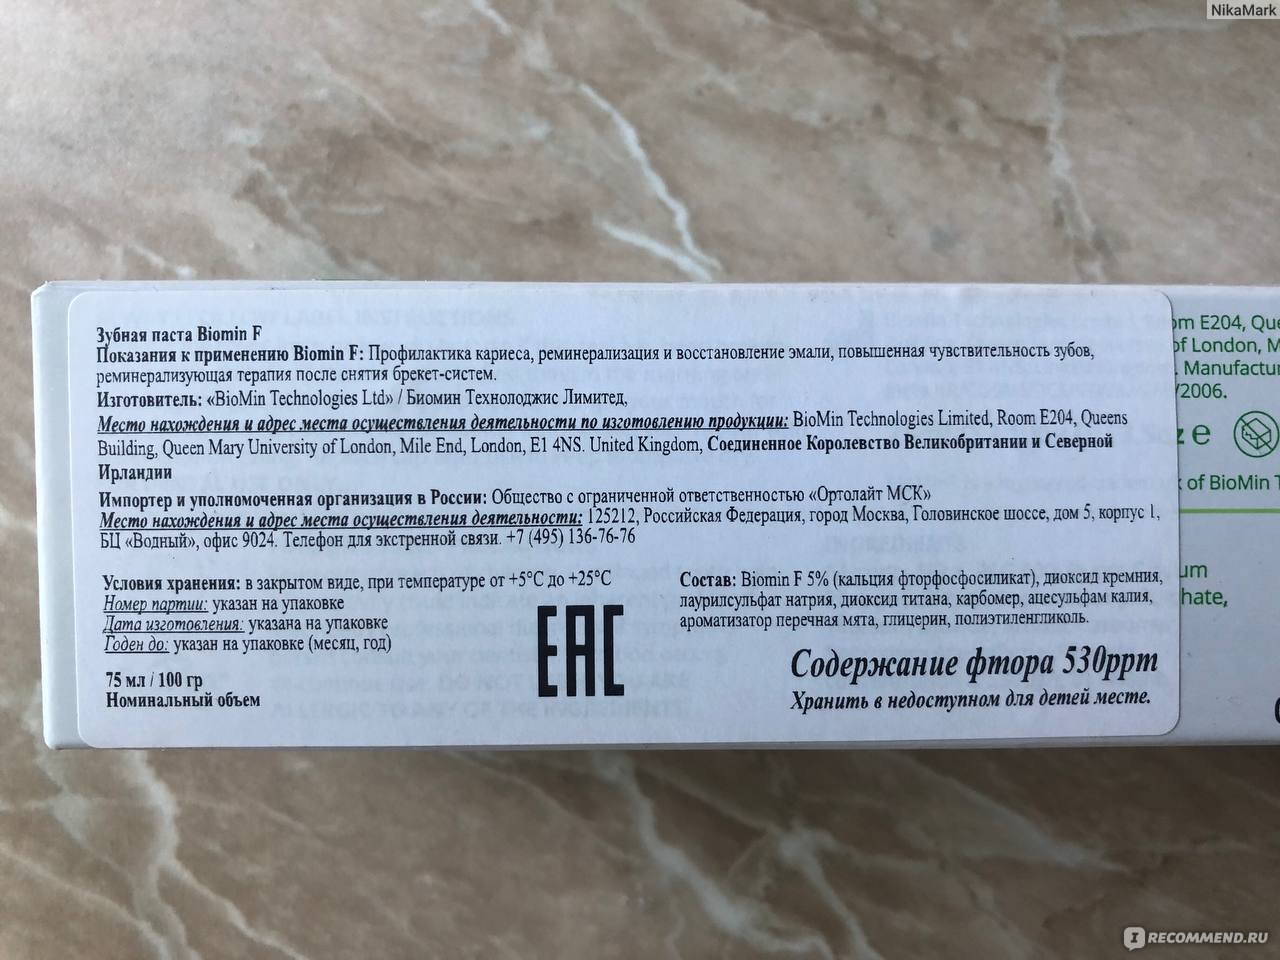 NikaMark
Зубная паста Biomin F
Показания к применению Biomin F: Профилактика кариеса, реминерализация и восстановление эмали, повышенная чувствительность зубов,
реминерализующая терапия после снятия брекет-систем.
Изготовитель: «BioMin Technologies Ltd» / Биомин Технолоджис Лимитед,
Место нахождения и адрес места осуществления деятельности по изготовлению продукции: BioMin Technologies Limited, Room E204, Queens
Building, Queen Mary University of London, Mile End, London, E1 4NS. United Kingdom, Соединенное Королевство Великобритании и Северной
Ирландии
Импортер и уполномоченная организация в России: Общество с ограниченной ответственностью «Ортолайт МСК»
Место нахождения и адрес места осуществления деятельности: 125212, Российская Федерация, город Москва, Головинское шоссе, дом 5, корпус 1,
БЦ «Водный», офис 9024. Телефон для экстренной связи. +7 (495) 136-76-76
Условия хранения: в закрытом виде, при температуре от +5°C до +25°C
Номер партии: указан на упаковке
Дата изготовления: указана на упаковке
Годен до: указан на упаковке (месяц, год)
75 мл / 100 гр
Номинальный объем
EAC
Состав: Biomin F 5% (кальция фторфосфосиликат), диоксид кремния,
лаурилсульфат натрия, диоксид титана, карбомер, ацесульфам калия,
ароматизатор перечная мята, глицерин, полиэтиленгликоль.
Содержание фтора 530ppm
Хранить в недоступном для детей месте.
om E204, Que
of London, M
. Manufactur
/2006.
z e
k of BioMin T
um
hate,
IRECOMMEND.RU